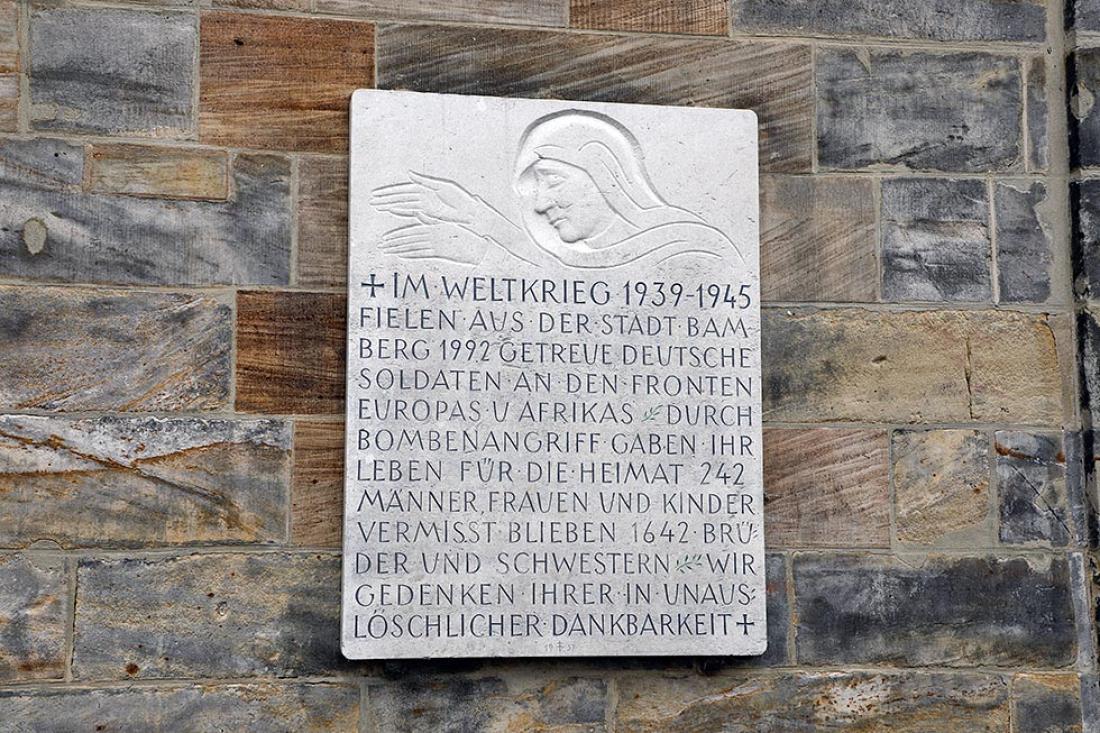 +IM·WELTKRIEG 1939-1945
FIELEN·AUS·DER·STADT·BAM-
BERG 1992 GETREUE DEUTSCHE
SOLDATEN·AN·DEN·FRONTEN
EUROPAS·U AFRIKAS DURCH
BOMBENANGRIFF·GABEN·IHR
LEBEN·FÜR·DIE·HEIMAT 242
MÄNNER, FRAUEN UND KINDER
VERMISST BLIEBEN 1642·BRÜ-
DER UND SCHWESTERN WIR
GEDENKEN·IHRER·IN·UNAUS-
LÖSCHLICHER·DANKBARKEIT+